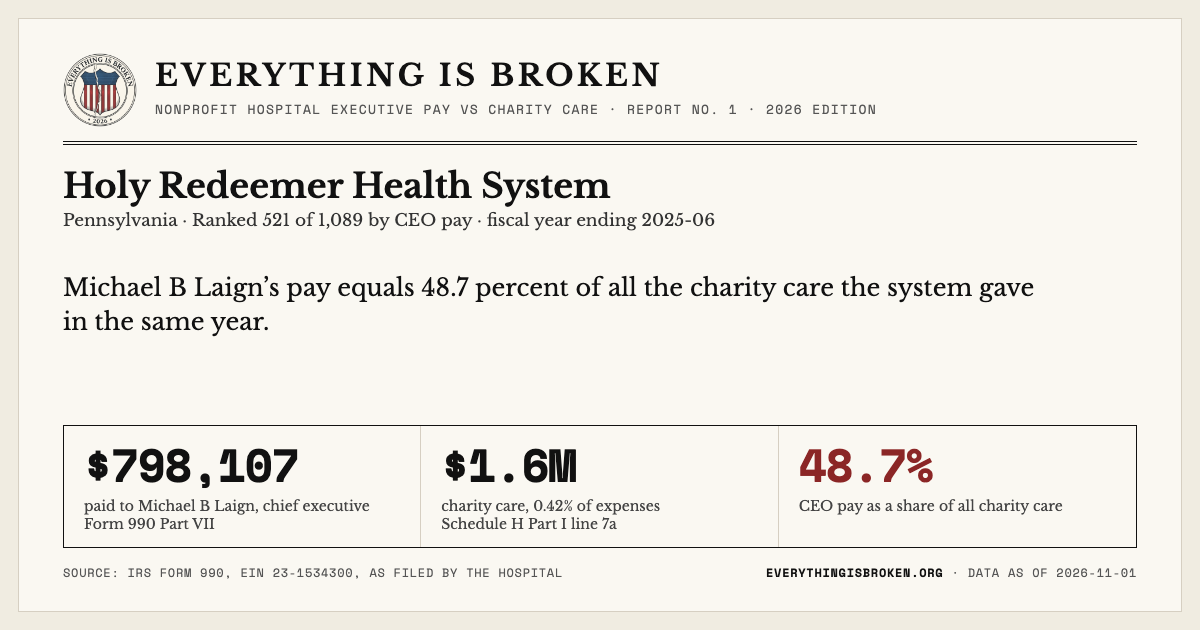 EVERYTHING IS BROKEN
2026
EVERYTHING IS BROKEN
NONPROFIT HOSPITAL EXECUTIVE PAY VS CHARITY CARE · REPORT NO. 1 · 2026 EDITION
Holy Redeemer Health System
Pennsylvania · Ranked 521 of 1,089 by CEO pay · fiscal year ending 2025-06
Michael B Laign’s pay equals 48.7 percent of all the charity care the system gave
in the same year.
$798,107
paid to Michael B Laign, chief executive
Form 990 Part VII
$1.6M
charity care, 0.42% of expenses
Schedule H Part I line 7a
48.7%
CEO pay as a share of all charity care
SOURCE: IRS FORM 990, EIN 23-1534300, AS FILED BY THE HOSPITAL
EVERYTHINGISBROKEN.ORG · DATA AS OF 2026-11-01